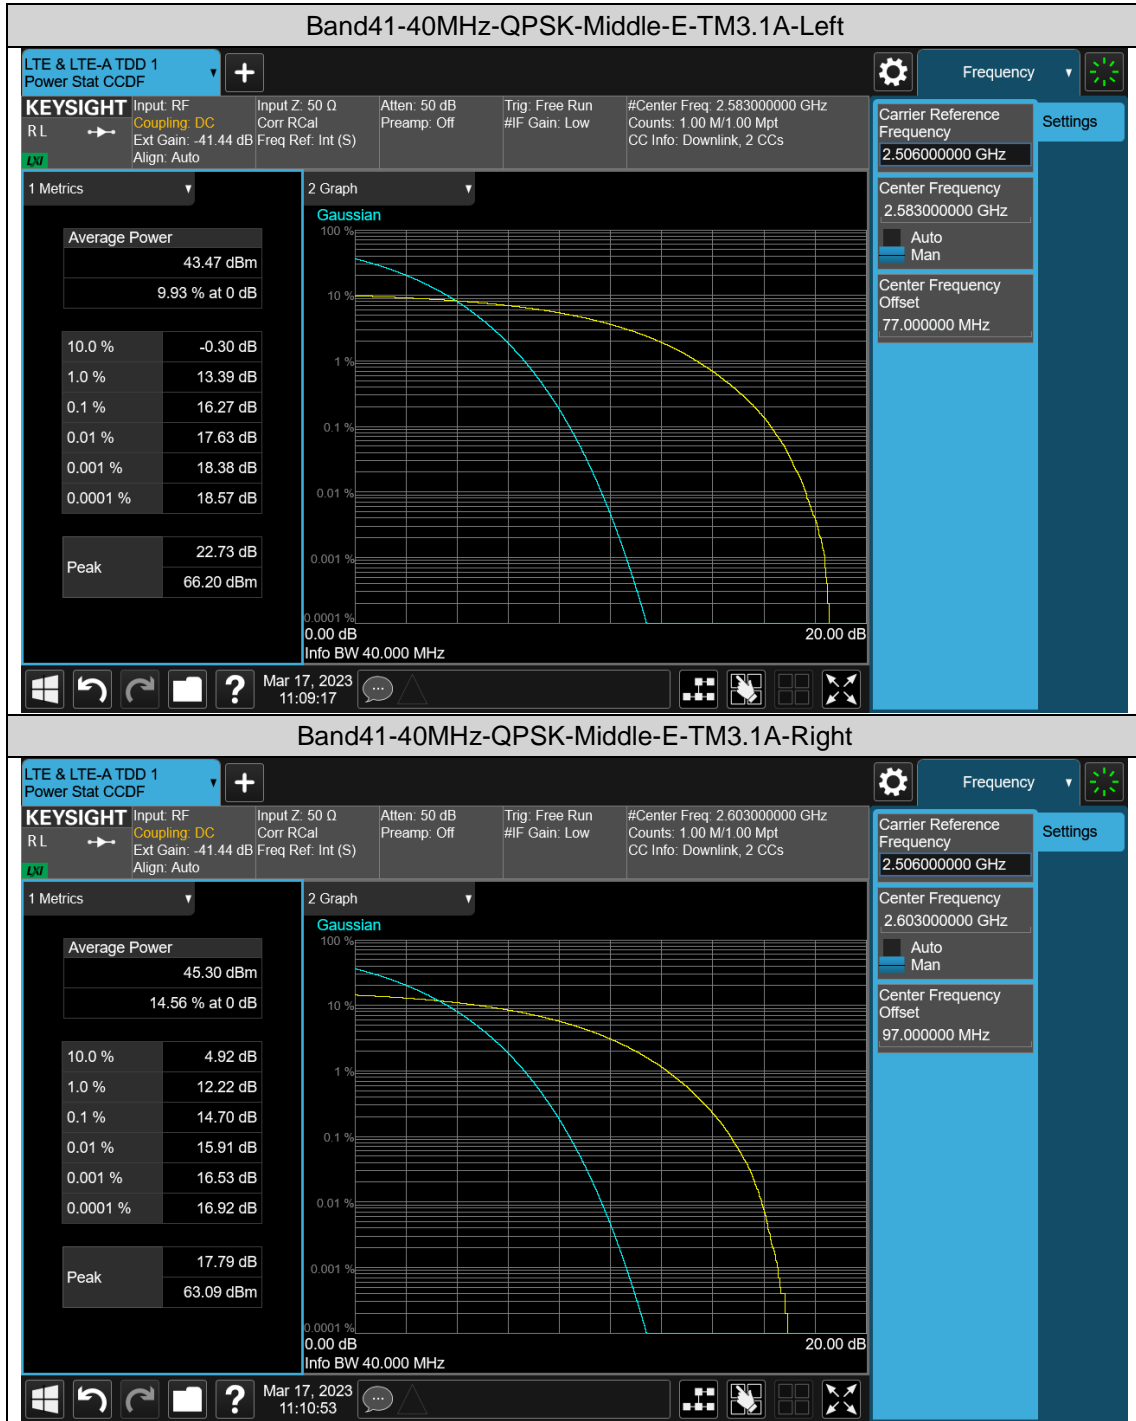 Band41-40MHz-QPSK-Middle-E-TM3.1A-Left
LTE & LTE-A TDD 1
Power Stat CCDF
Frequency
KEYSIGHT
R L
LXI
Input: RF
Coupling: DC
Ext Gain: -41.44 dB
Align: Auto
Input Z: 50 Ω
Corr RCal
Freq Ref: Int (S)
Atten: 50 dB
Preamp: Off
Trig: Free Run
#IF Gain: Low
#Center Freq: 2.583000000 GHz
Counts: 1.00 M/1.00 Mpt
CC Info: Downlink, 2 CCs
Carrier Reference
Frequency
2.506000000 GHz
Settings
Center Frequency
2.583000000 GHz
Auto
Man
Center Frequency
Offset
77.000000 MHz
1 Metrics
Average Power
43.47 dBm
9.93 % at 0 dB
10.0 % -0.30 dB
1.0 % 13.39 dB
0.1 % 16.27 dB
0.01 % 17.63 dB
0.001 % 18.38 dB
0.0001 % 18.57 dB
Peak
22.73 dB
66.20 dBm
2 Graph
Gaussian
100 %
10 %
1 %
0.1 %
0.01 %
0.001 %
0.0001 %
0.00 dB
20.00 dB
Info BW 40.000 MHz
?
Mar 17, 2023
11:09:17
Band41-40MHz-QPSK-Middle-E-TM3.1A-Right
LTE & LTE-A TDD 1
Power Stat CCDF
Frequency
KEYSIGHT
R L
LXI
Input: RF
Coupling: DC
Ext Gain: -41.44 dB
Align: Auto
Input Z: 50 Ω
Corr RCal
Freq Ref: Int (S)
Atten: 50 dB
Preamp: Off
Trig: Free Run
#IF Gain: Low
#Center Freq: 2.603000000 GHz
Counts: 1.00 M/1.00 Mpt
CC Info: Downlink, 2 CCs
Carrier Reference
Frequency
2.506000000 GHz
Settings
Center Frequency
2.603000000 GHz
Auto
Man
Center Frequency
Offset
97.000000 MHz
1 Metrics
Average Power
45.30 dBm
14.56 % at 0 dB
10.0 % 4.92 dB
1.0 % 12.22 dB
0.1 % 14.70 dB
0.01 % 15.91 dB
0.001 % 16.53 dB
0.0001 % 16.92 dB
Peak
17.79 dB
63.09 dBm
2 Graph
Gaussian
100 %
10 %
1 %
0.1 %
0.01 %
0.001 %
0.0001 %
0.00 dB
20.00 dB
Info BW 40.000 MHz
?
Mar 17, 2023
11:10:53